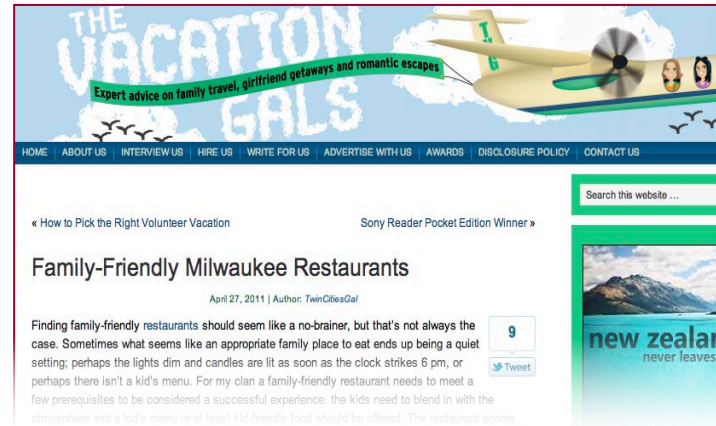 THE
VACATION
GALS
Expert advice on family travel, girlfriend getaways and romantic escapes
TVG
HOME | ABOUT US | INTERVIEW US | HIRE US | WRITE FOR US | ADVERTISE WITH US | AWARDS | DISCLOSURE POLICY | CONTACT US
Search this website ...
« How to Pick the Right Volunteer Vacation
Sony Reader Pocket Edition Winner »
Family-Friendly Milwaukee Restaurants
April 27, 2011 | Author: TwinCitiesGal
Finding family-friendly restaurants should seem like a no-brainer, but that's not always the
case. Sometimes what seems like an appropriate family place to eat ends up being a quiet
setting; perhaps the lights dim and candles are lit as soon as the clock strikes 6 pm, or
perhaps there isn't a kid's menu. For my clan a family-friendly restaurant needs to meet a
few prerequisites to be considered a successful experience: the kids need to blend in with the
atmosphere and a kid's menu or at least kid-friendly food should be offered. The restaurant scores
9
Tweet
new zealan
never leaves